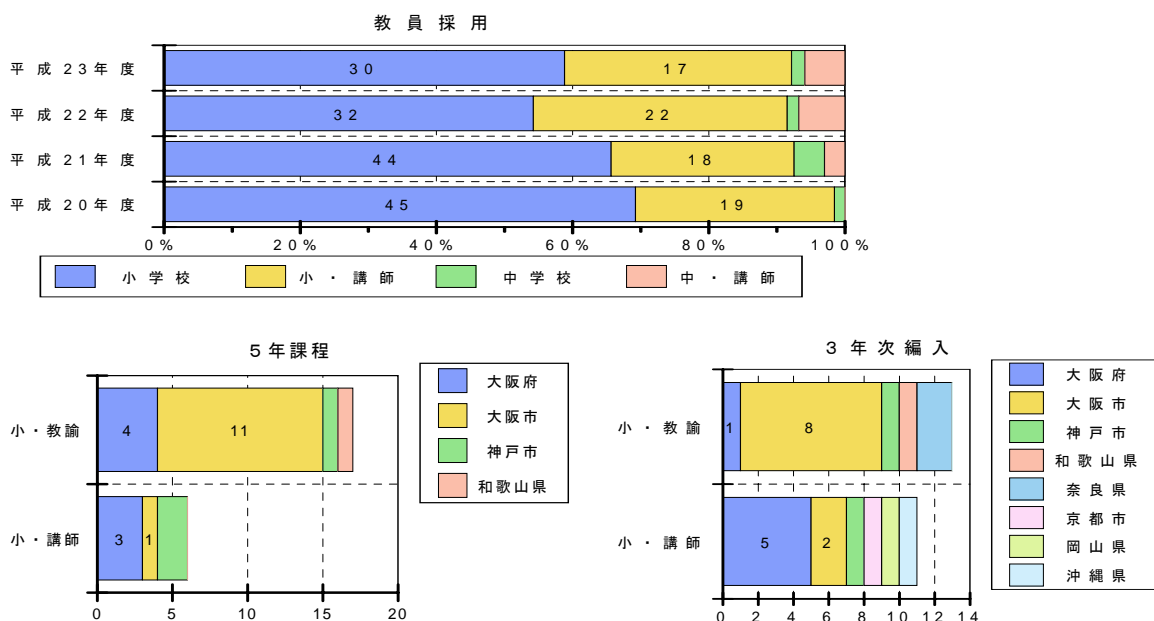 教員採用
平成23年度
30 17
平成22年度
32 22
平成21年度
44 18
平成20年度
45 19
0% 20% 40% 60% 80% 100%
小学校 小・講師 中学校 中・講師
5年課程
小・教諭
4 11
小・講師
3 1
0 5 10 15 20
大阪府
大阪市
神戸市
和歌山県
3年次編入
小・教諭
1 8
小・講師
5 2
0 2 4 6 8 10 12 14
大阪府
大阪市
神戸市
和歌山県
奈良県
京都市
岡山県
沖縄県